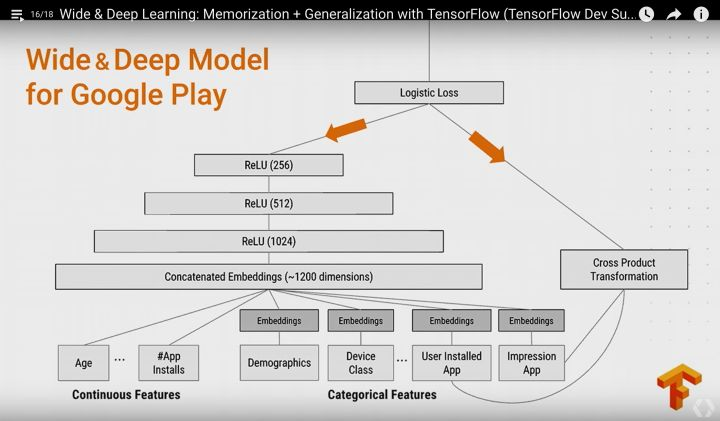 16/18 Wide & Deep Learning: Memorization + Generalization with TensorFlow (TensorFlow Dev Su...
Wide & Deep Model
for Google Play
Logistic Loss
ReLU (256)
ReLU (512)
ReLU (1024)
Concatenated Embeddings (~1200 dimensions)
Cross Product
Transformation
Embeddings Embeddings Embeddings Embeddings
Age
...
#App
Installs
Demographics
Device
Class
...
User Installed
App
Impression
App
Continuous Features
Categorical Features